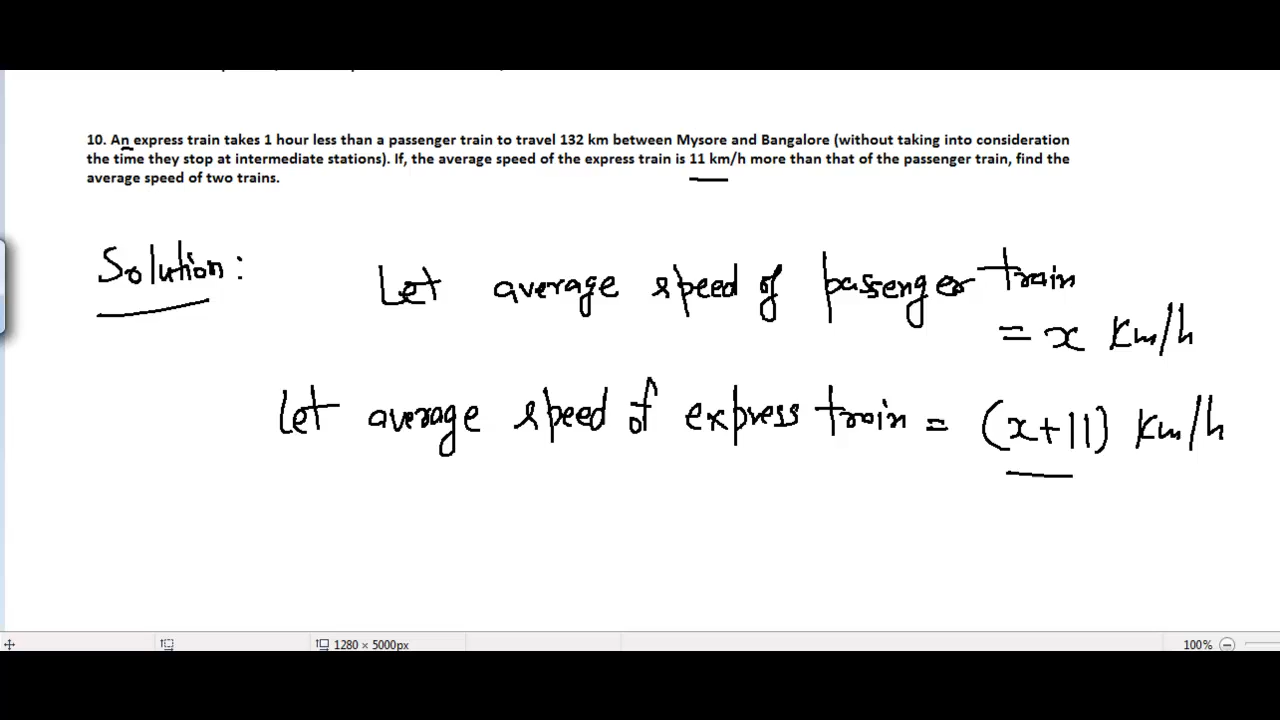 10. An express train takes 1 hour less than a passenger train to travel 132 km between Mysore and Bangalore (without taking into consideration
the time they stop at intermediate stations). If, the average speed of the express train is 11 km/h more than that of the passenger train, find the
average speed of two trains.
Solution: Let average speed of passenger train
= x Km/h
Let average speed of express train = (x+11) Km/h
1280 × 5000px 100%